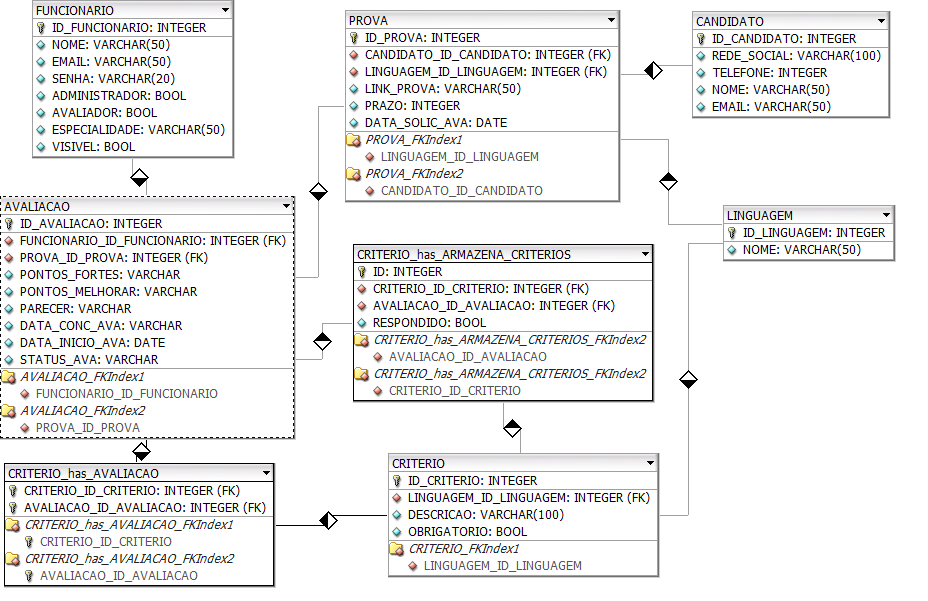 FUNCIONARIO
ID_FUNCIONARIO: INTEGER
NOME: VARCHAR(50)
EMAIL: VARCHAR(50)
SENHA: VARCHAR(20)
ADMINISTRADOR: BOOL
AVALIADOR: BOOL
ESPECIALIDADE: VARCHAR(50)
VISIVEL: BOOL
PROVA
ID_PROVA: INTEGER
CANDIDATO_ID_CANDIDATO: INTEGER (FK)
LINGUAGEM_ID_LINGUAGEM: INTEGER (FK)
LINK_PROVA: VARCHAR(50)
PRAZO: INTEGER
DATA_SOLIC_AVA: DATE
PROVA_FKIndex1
LINGUAGEM_ID_LINGUAGEM
PROVA_FKIndex2
CANDIDATO_ID_CANDIDATO
CANDIDATO
ID_CANDIDATO: INTEGER
REDE_SOCIAL: VARCHAR(100)
TELEFONE: INTEGER
NOME: VARCHAR(50)
EMAIL: VARCHAR(50)
AVALIACAO
ID_AVALIACAO: INTEGER
FUNCIONARIO_ID_FUNCIONARIO: INTEGER (FK)
PROVA_ID_PROVA: INTEGER (FK)
PONTOS_FORTES: VARCHAR
PONTOS_MELHORAR: VARCHAR
PARECER: VARCHAR
DATA_CONC_AVA: VARCHAR
DATA_INICIO_AVA: DATE
STATUS_AVA: VARCHAR
AVALIACAO_FKIndex1
FUNCIONARIO_ID_FUNCIONARIO
AVALIACAO_FKIndex2
PROVA_ID_PROVA
LINGUAGEM
ID_LINGUAGEM: INTEGER
NOME: VARCHAR(50)
CRITERIO_has_ARMAZENA_CRITERIOS
ID: INTEGER
CRITERIO_ID_CRITERIO: INTEGER (FK)
AVALIACAO_ID_AVALIACAO: INTEGER (FK)
RESPONDIDO: BOOL
CRITERIO_has_ARMAZENA_CRITERIOS_FKIndex2
AVALIACAO_ID_AVALIACAO
CRITERIO_has_ARMAZENA_CRITERIOS_FKIndex2
CRITERIO_ID_CRITERIO
CRITERIO_has_AVALIACAO
CRITERIO_ID_CRITERIO: INTEGER (FK)
AVALIACAO_ID_AVALIACAO: INTEGER (FK)
CRITERIO_has_AVALIACAO_FKIndex1
CRITERIO_ID_CRITERIO
CRITERIO_has_AVALIACAO_FKIndex2
AVALIACAO_ID_AVALIACAO
CRITERIO
ID_CRITERIO: INTEGER
LINGUAGEM_ID_LINGUAGEM: INTEGER (FK)
DESCRICAO: VARCHAR(100)
OBRIGATORIO: BOOL
CRITERIO_FKIndex1
LINGUAGEM_ID_LINGUAGEM